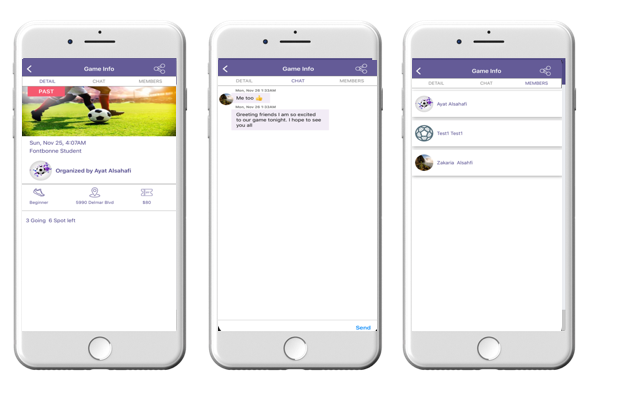 Game Info
DETAIL CHAT MEMBERS
PAST
Sun, Nov 25, 4:07AM
Fontbonne Student
Organized by Ayat Alsahafi
Beginner 5990 Delmar Blvd
3 Going 6 Spot left
Game Info
DETAIL CHAT MEMBERS
Mon, Nov 26 1:03AM
Me too 👍
Mon, Nov 26 1:03AM
Greeting friends I am so excited
to our game tonight. I hope to see
you all
Send
Game Info
DETAIL CHAT MEMBERS
Ayat Alsahafi
Test1 Test1
Zakaria Alsahfi